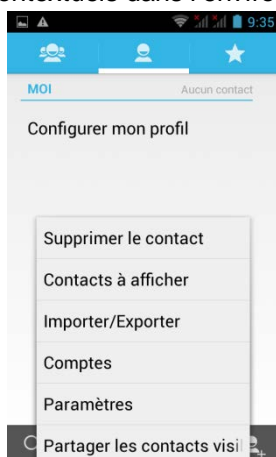 9:35
MOI Aucun contact
Configurer mon profil
Supprimer le contact
Contacts à afficher
Importer/Exporter
Comptes
Paramètres
Partager les contacts visi